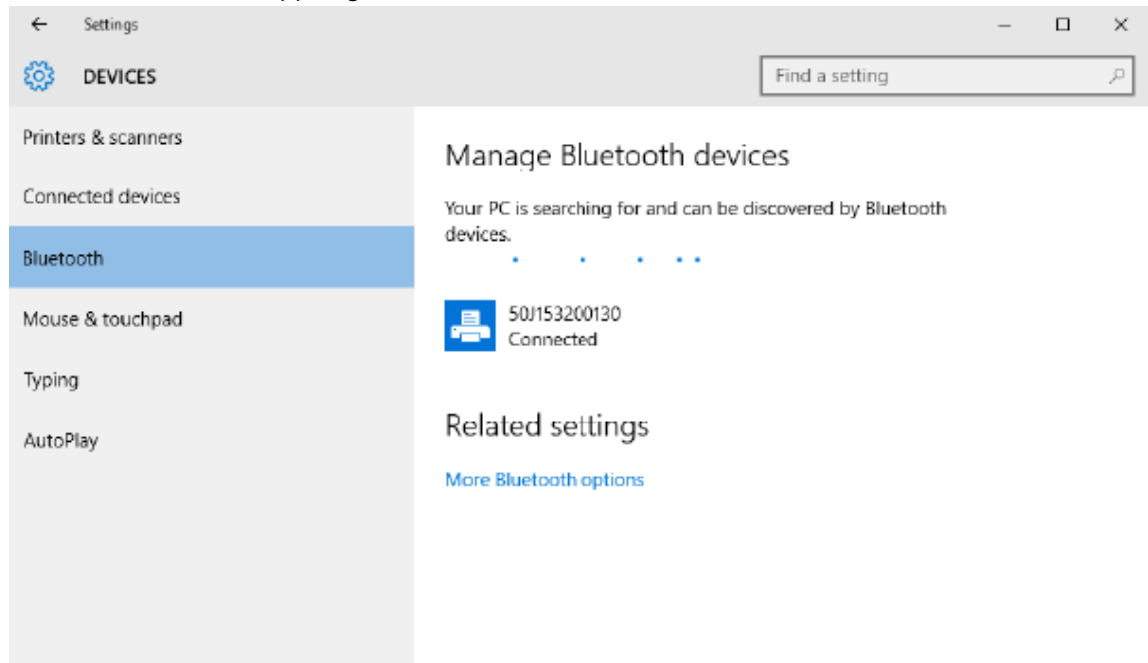 Settings
DEVICES
Find a setting
Printers & scanners
Connected devices
Bluetooth
Mouse & touchpad
Typing
AutoPlay
Manage Bluetooth devices
Your PC is searching for and can be discovered by Bluetooth
devices.
50J153200130
Connected
Related settings
More Bluetooth options